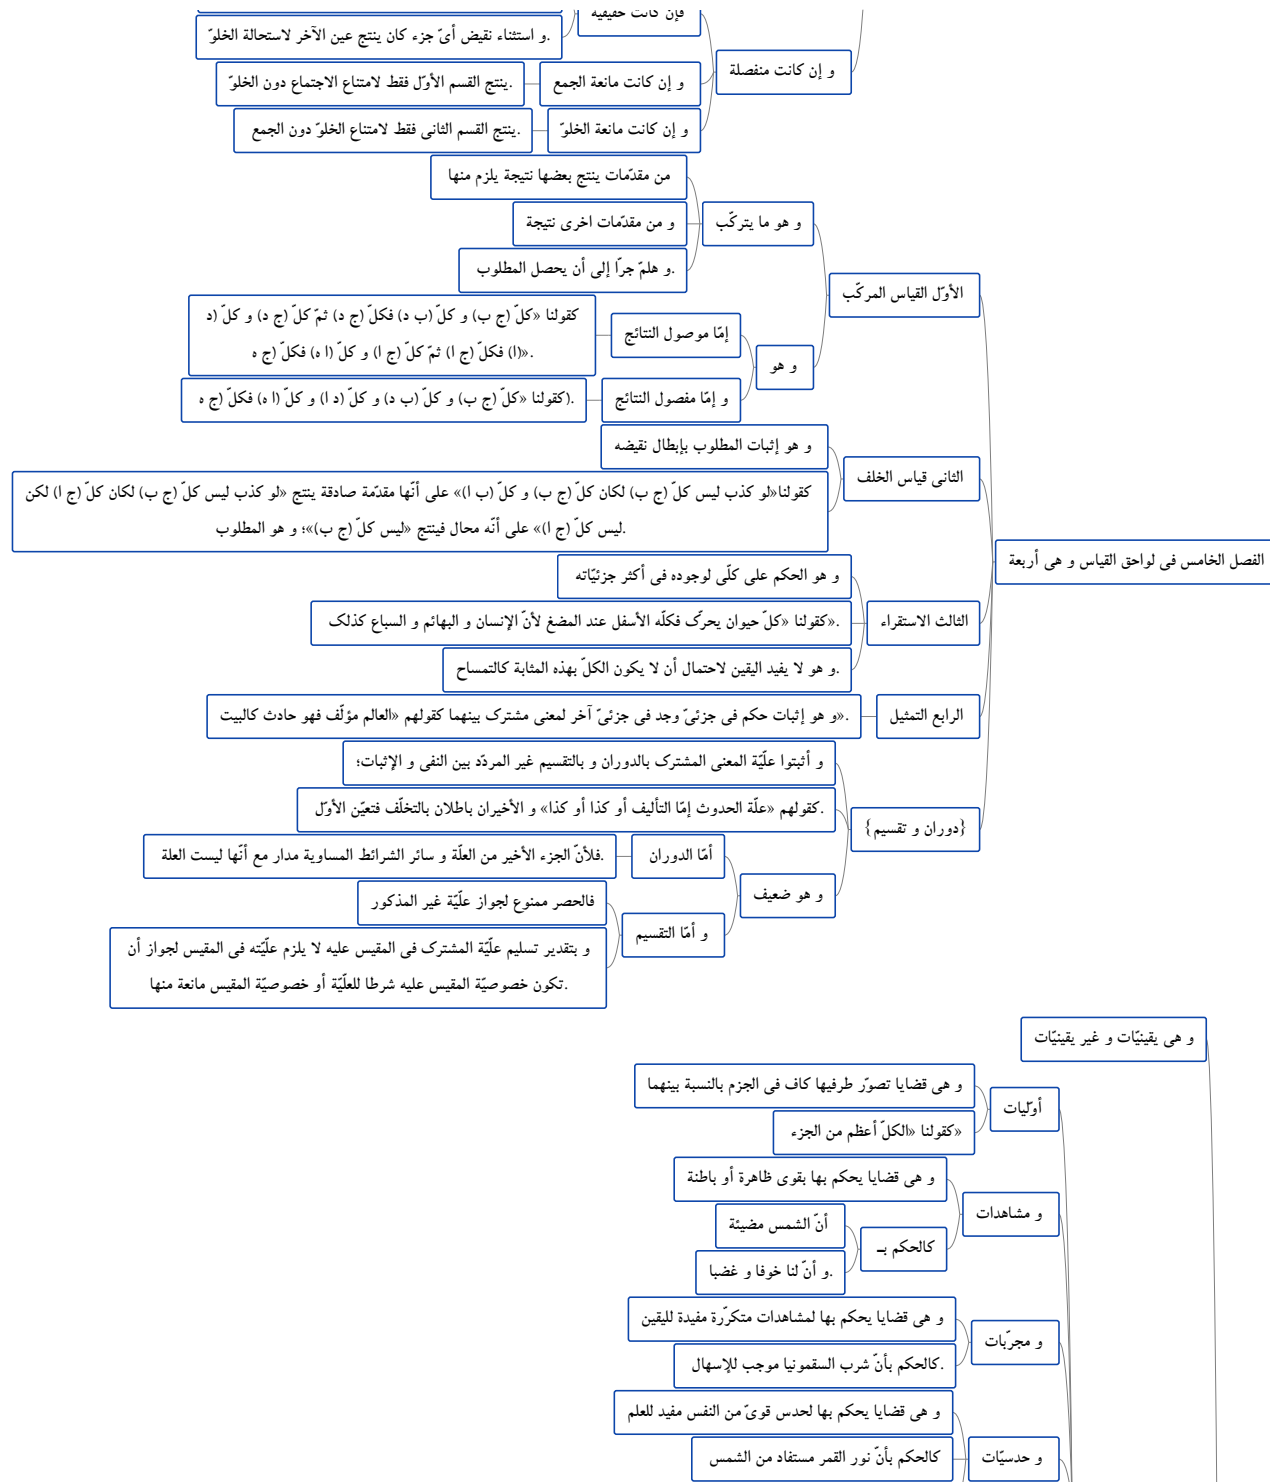 فإن كانت حقيقية
و استثناء نقيض أىّ جزء كان ينتج عين الآخر لاستحالة الخلوّ.
و إن كانت منفصلة
و إن كانت مانعة الجمع
ينتج القسم الأوّل فقط لامتناع الاجتماع دون الخلوّ.
و إن كانت مانعة الخلوّ
ينتج القسم الثانى فقط لامتناع الخلوّ دون الجمع.
الفصل الخامس فى لواحق القياس و هى أربعة
الأوّل القياس المركّب
و هو ما يتركّب
من مقدّمات ينتج بعضها نتيجة يلزم منها
و من مقدّمات اخرى نتيجة
و هلمّ جرّا إلى أن يحصل المطلوب.
و هو
إمّا موصول النتائج
كقولنا «كلّ (ج ب) و كلّ (ب د) فكلّ (ج د) ثمّ كلّ (ج د) و كلّ (د
ا) فكلّ (ج ا) ثمّ كلّ (ج ا) و كلّ (ا ه) فكلّ (ج ه)».
و إمّا مفصول النتائج
كقولنا «كلّ (ج ب) و كلّ (ب د) و كلّ (د ا) و كلّ (ا ه) فكلّ (ج ه).
الثانى قياس الخلف
و هو إثبات المطلوب بإبطال نقيضه
كقولنا«لو كذب ليس كلّ (ج ب) لكان كلّ (ج ب) و كلّ (ب ا)» على أنّها مقدّمة صادقة ينتج «لو كذب ليس كلّ (ج ب) لكان كلّ (ج ا) لكن
ليس كلّ (ج ا)» على أنّه محال فينتج «ليس كلّ (ج ب)»؛ و هو المطلوب.
الثالث الاستقراء
و هو الحكم على كلّى لوجوده فى أكثر جزئيّاته
كقولنا «كلّ حيوان يحرّک فكلّه الأسفل عند المضغ لأنّ الإنسان و البهائم و السباع كذلک».
و هو لا يفيد اليقين لاحتمال أن لا يكون الكلّ بهذه المثابة كالتمساح.
الرابع التمثيل
و هو إثبات حكم فى جزئىّ وجد فى جزئىّ آخر لمعنى مشترک بينهما كقولهم «العالم مؤلّف فهو حادث كالبيت».
{دوران و تقسيم}
و أثبتوا علّيّة المعنى المشترک بالدوران و بالتقسيم غير المردّد بين النفى و الإثبات؛
كقولهم «علّة الحدوث إمّا التأليف أو كذا أو كذا» و الأخيران باطلان بالتخلّف فتعيّن الأوّل.
و هو ضعيف
أمّا الدوران
فلأنّ الجزء الأخير من العلّة و سائر الشرائط المساوية مدار مع أنّها ليست العلة.
و أمّا التقسيم
فالحصر ممنوع لجواز علّيّة غير المذكور
و بتقدير تسليم علّيّة المشترک فى المقيس عليه لا يلزم علّيّته فى المقيس لجواز أن
تكون خصوصيّة المقيس عليه شرطا للعلّيّة أو خصوصيّة المقيس مانعة منها.
و هى يقينيّات و غير يقينيّات
أوّليات
و هى قضايا تصوّر طرفيها كاف فى الجزم بالنسبة بينهما
كقولنا «الكلّ أعظم من الجزء»
و مشاهدات
و هى قضايا يحكم بها بقوى ظاهرة أو باطنة
كالحكم بـ
أنّ الشمس مضيئة
و أنّ لنا خوفا و غضبا.
و مجرّبات
و هى قضايا يحكم بها لمشاهدات متكرّرة مفيدة لليقين
كالحكم بأنّ شرب السقمونيا موجب للإسهال.
و حدسيّات
و هى قضايا يحكم بها لحدس قوىّ من النفس مفيد للعلم
كالحكم بأنّ نور القمر مستفاد من الشمس